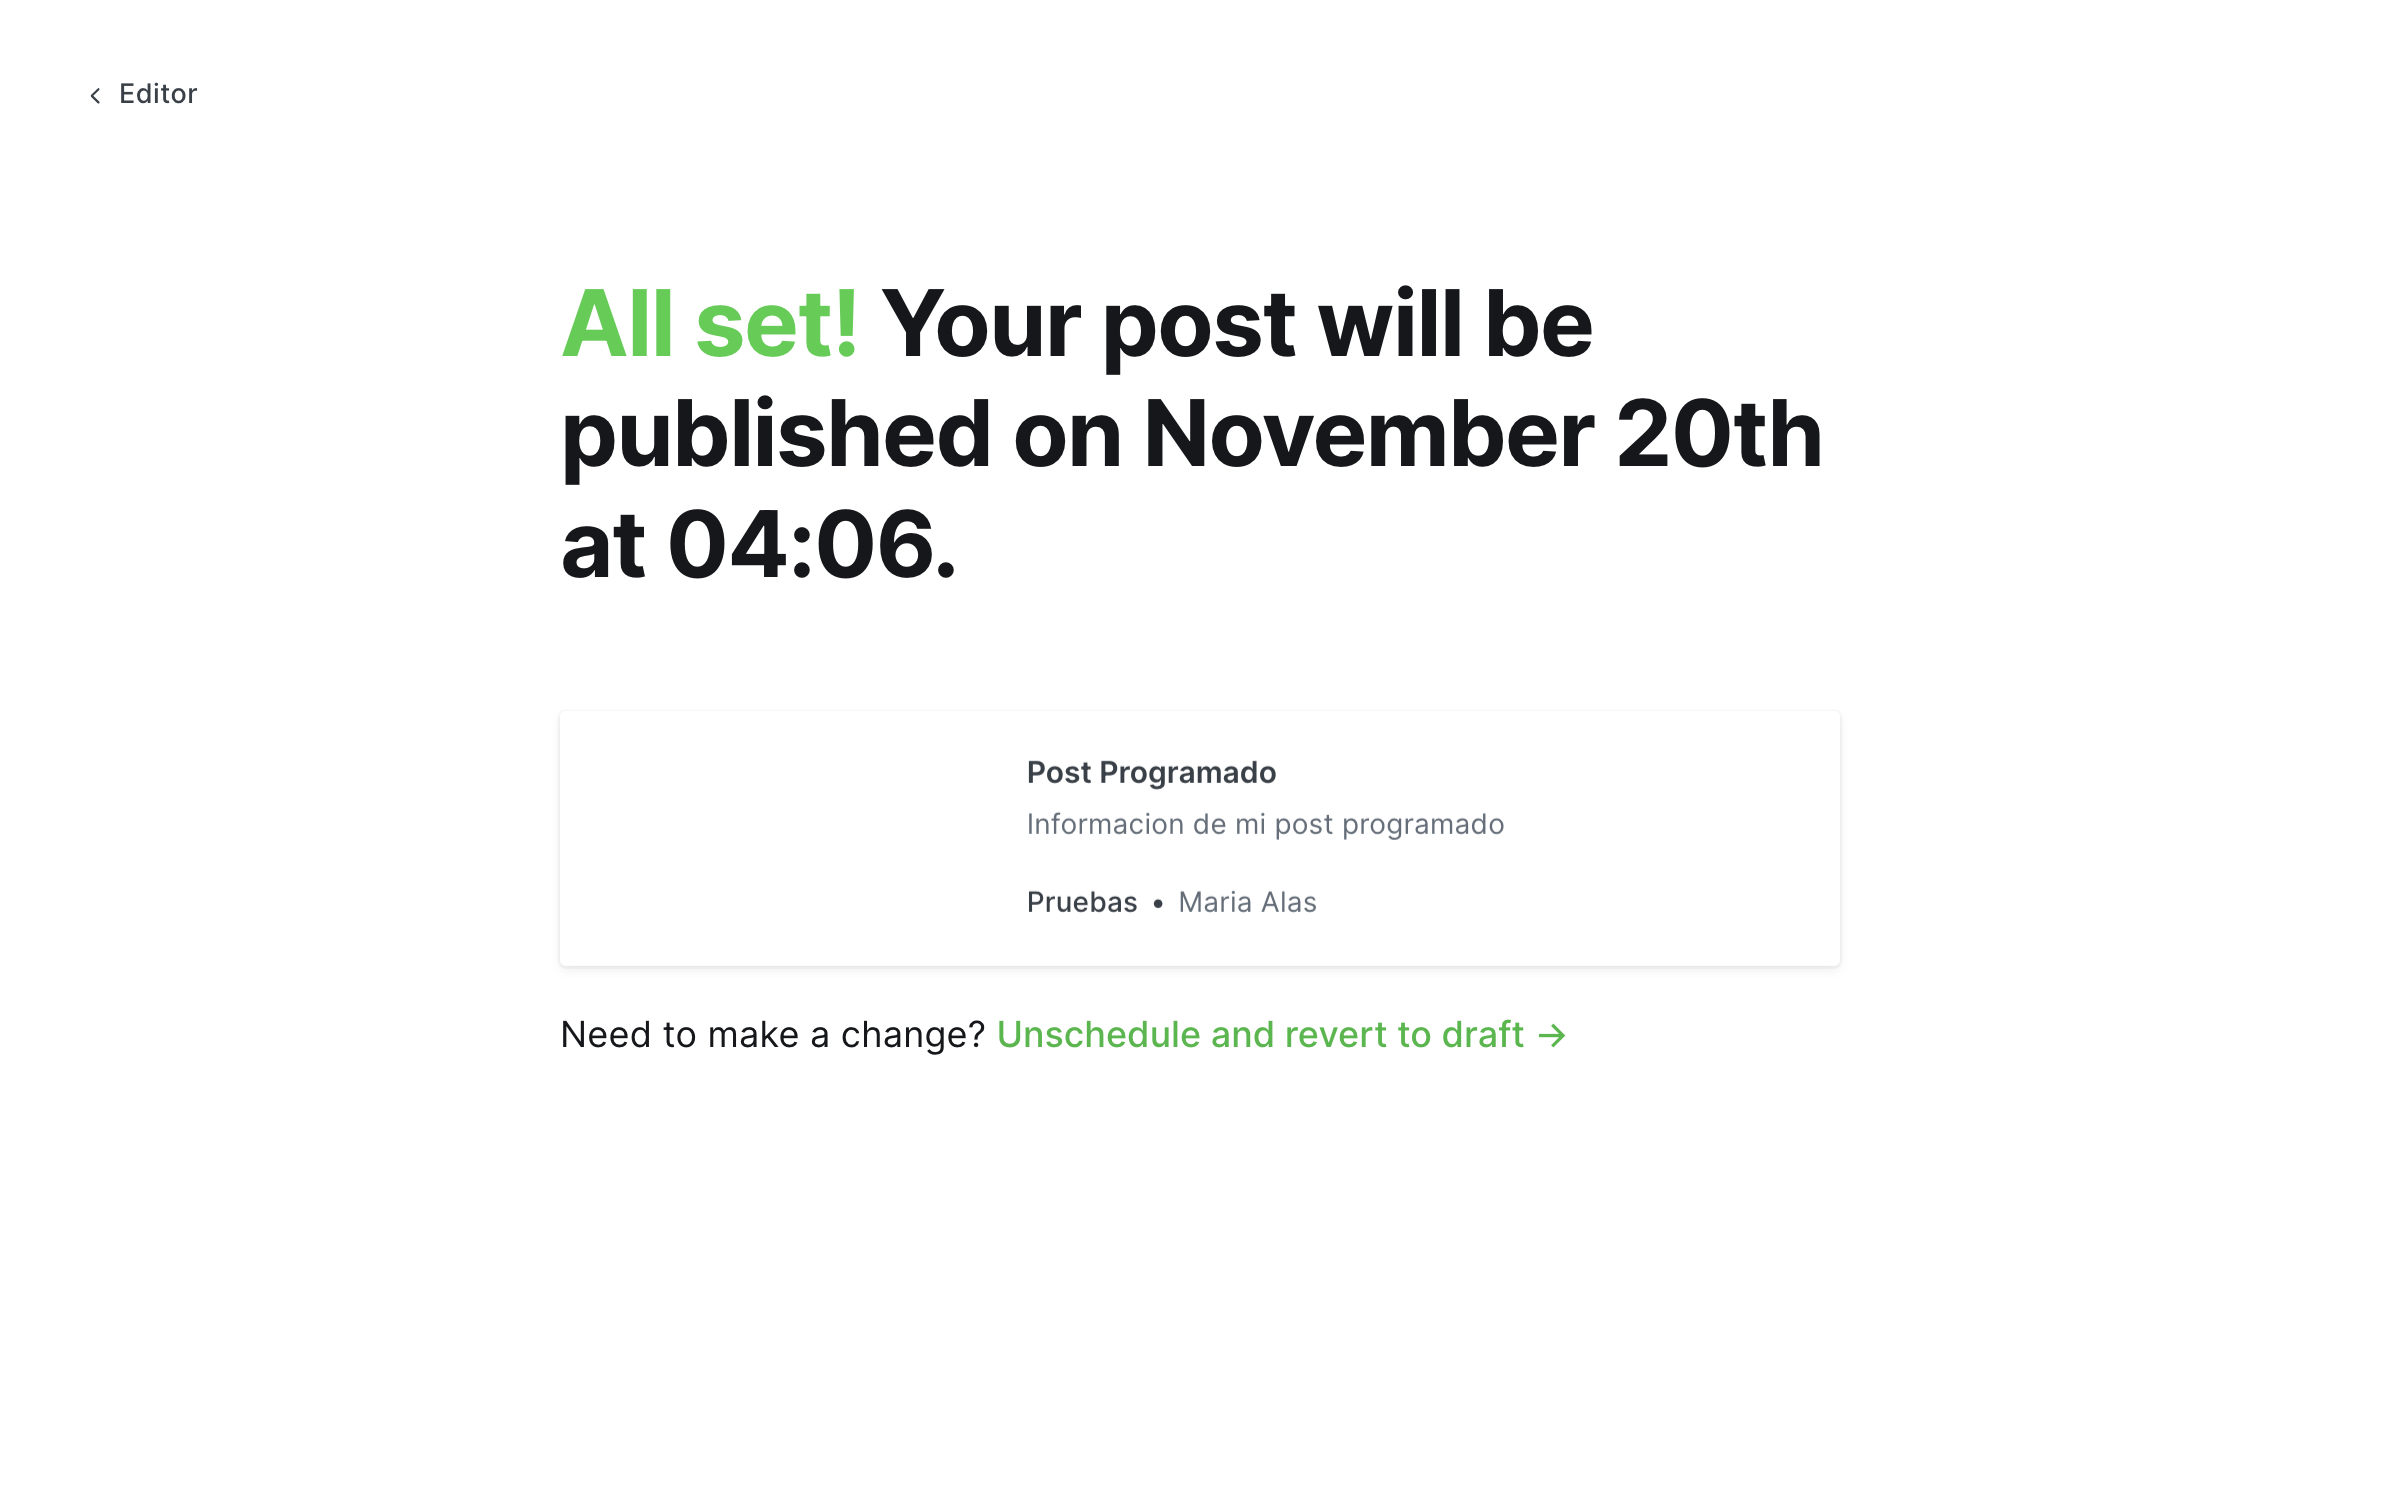 Editor
All set! Your post will be
published on November 20th
at 04:06.
Post Programado
Informacion de mi post programado
Pruebas • Maria Alas
Need to make a change? Unschedule and revert to draft →